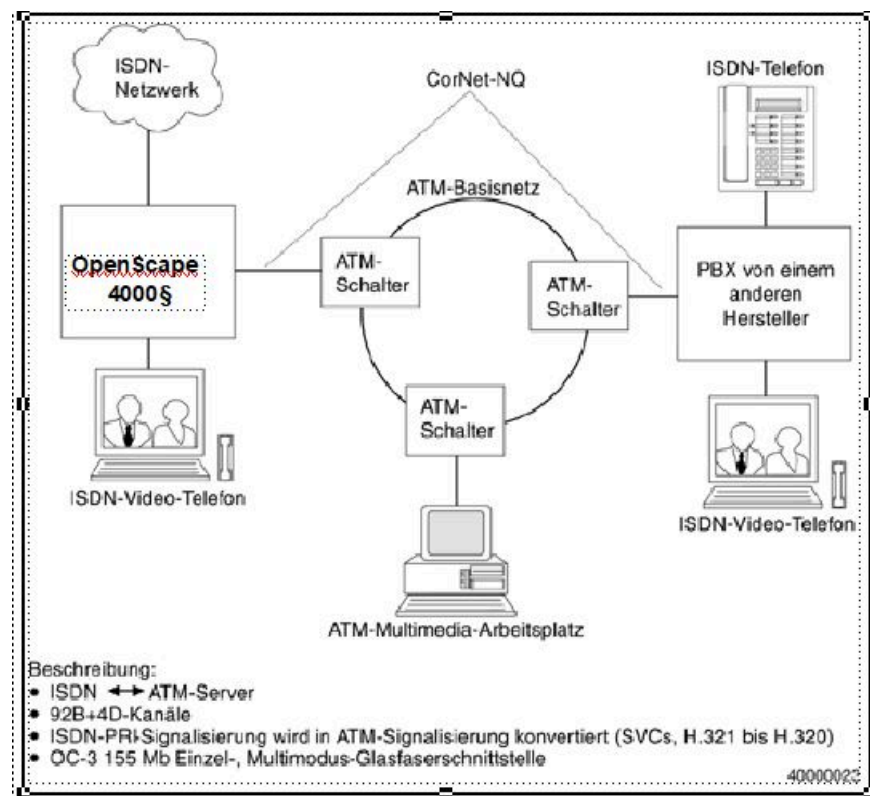 ISDN-
Netzwerk
CorNet-NQ
ISDN-Telefon
ATM-Basisnetz
OpenScape
4000§
ATM-
Schalter
ATM-
Schalter
PBX von einem
anderen
Hersteller
ATM-
Schalter
ISDN-Video-Telefon
ISDN-Video-Telefon
ATM-Multimedia-Arbeitsplatz
Beschreibung:
• ISDN ↔ ATM-Server
• 92B+4D-Kanäle
• ISDN-PRI-Signalisierung wird in ATM-Signalisierung konvertiert (SVCs, H.321 bis H.320)
• OC-3 155 Mb Einzel-, Multimodus-Glasfaserschnittstelle
40000023